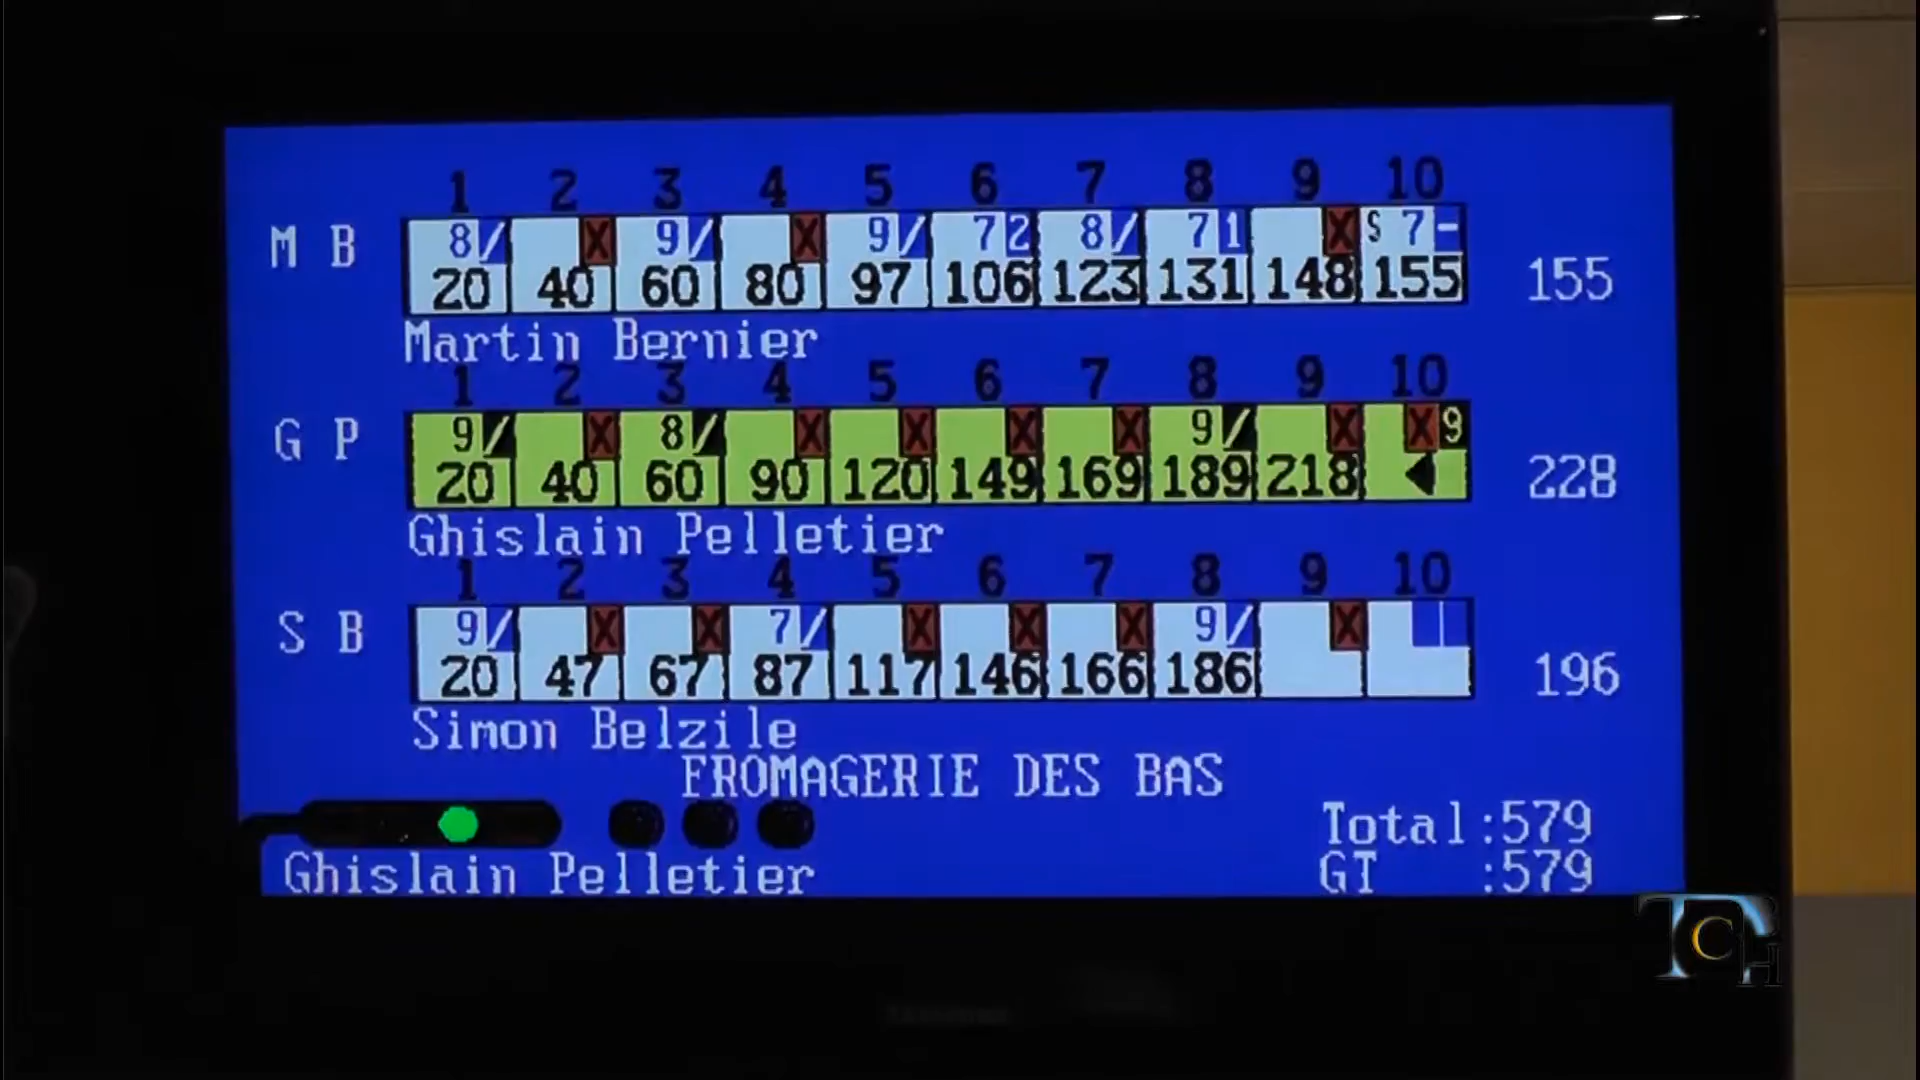 1 2 3 4 5 6 7 8 9 10
M B 8/ X 9/ X 9/ 72 8/ 71 X S 7-
20 40 60 80 97 106 123 131 148 155 155
Martin Bernier
1 2 3 4 5 6 7 8 9 10
G P 9/ X 8/ X X X X 9/ X X9
20 40 60 90 120 149 169 189 218 228
Ghislain Pelletier
1 2 3 4 5 6 7 8 9 10
S B 9/ X X 7/ X X X 9/ X
20 47 67 87 117 146 166 186 196
Simon Belzile
FROMAGERIE DES BAS
Total:579
Ghislain Pelletier GT :579